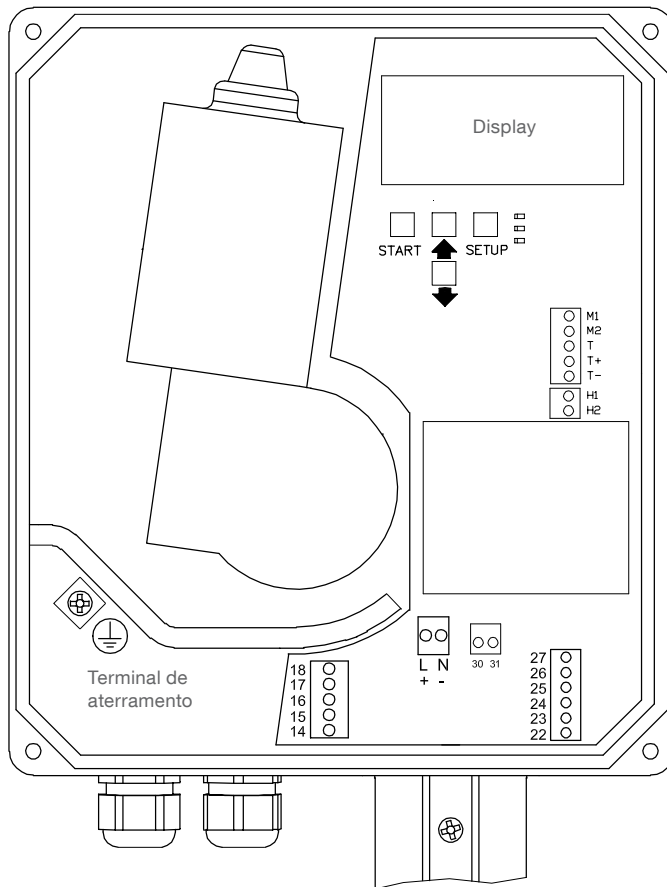 Display
START
SETUP
M1
M2
T
T+
T-
H1
H2
L N
+ -
30 31
Terminal de
aterramento
18
17
16
15
14
27
26
25
24
23
22